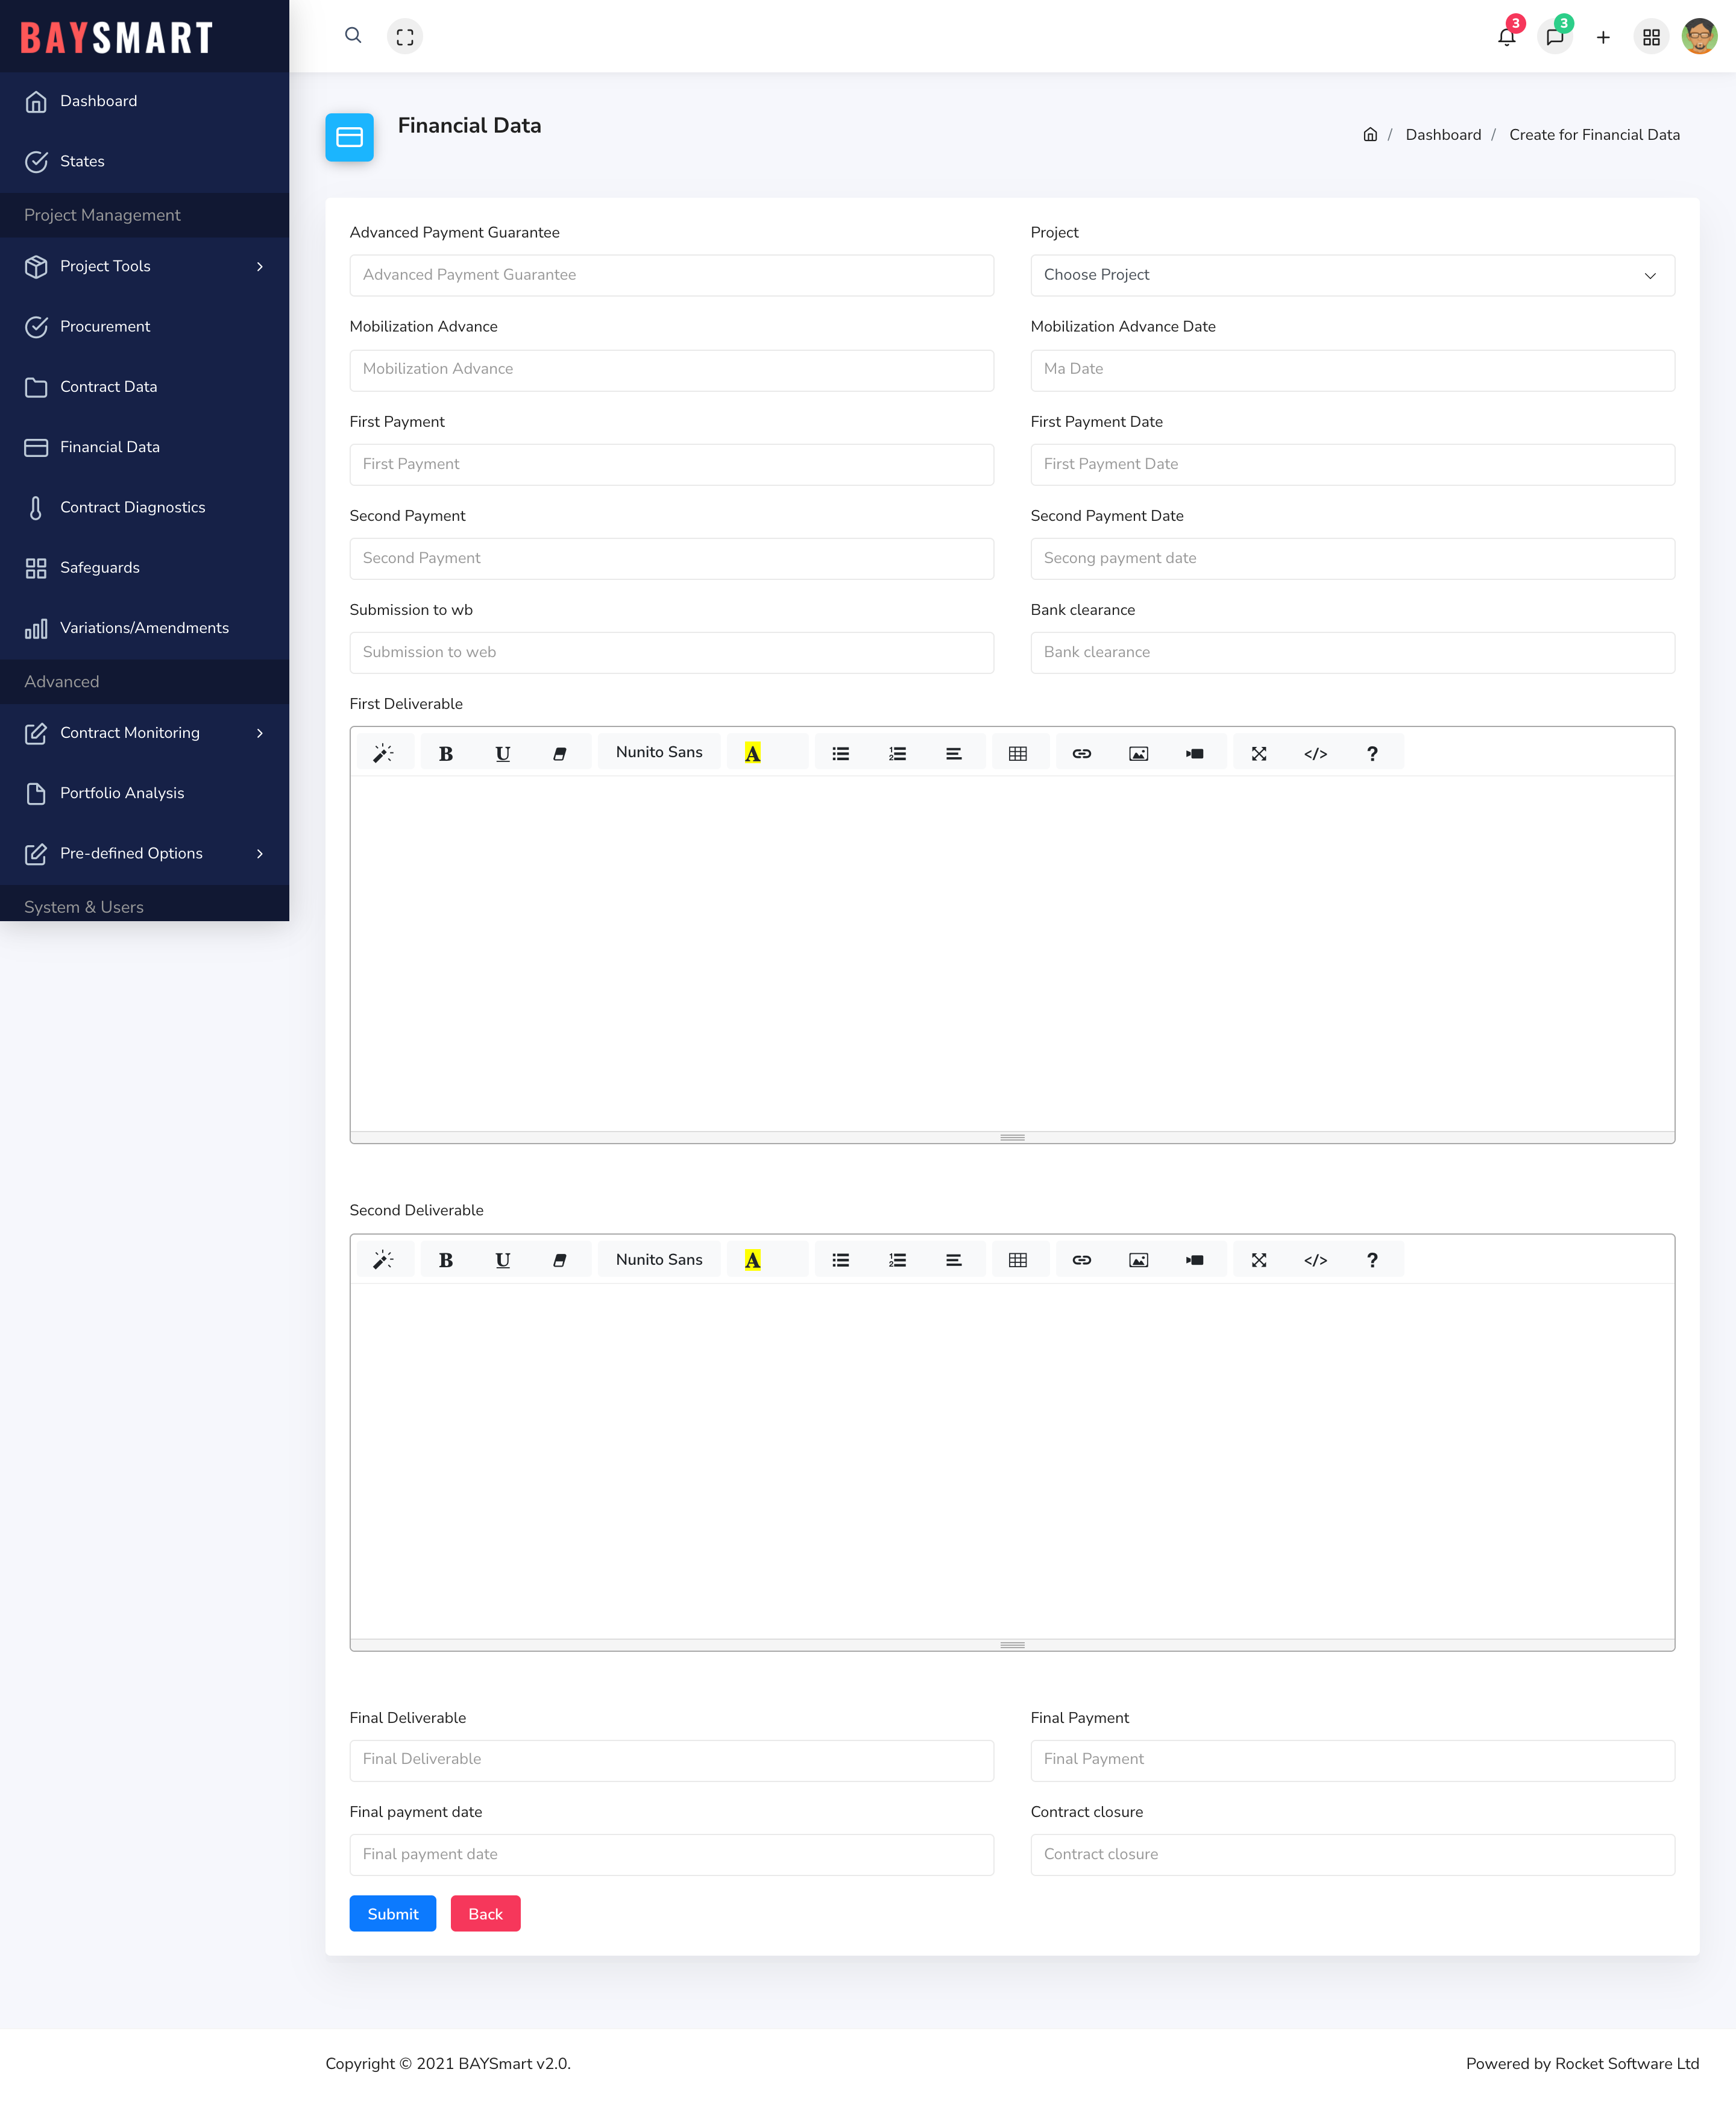 BAYSMART
3
3
Dashboard
States
Project Management
Project Tools
Procurement
Contract Data
Financial Data
Contract Diagnostics
Safeguards
Variations/Amendments
Advanced
Contract Monitoring
Portfolio Analysis
Pre-defined Options
System & Users
Financial Data
/ Dashboard / Create for Financial Data
Advanced Payment Guarantee
Project
Advanced Payment Guarantee
Choose Project
Mobilization Advance
Mobilization Advance Date
Mobilization Advance
Ma Date
First Payment
First Payment Date
First Payment
First Payment Date
Second Payment
Second Payment Date
Second Payment
Secong payment date
Submission to wb
Bank clearance
Submission to web
Bank clearance
First Deliverable
B U Nunito Sans A </> ?
Second Deliverable
B U Nunito Sans A </> ?
Final Deliverable
Final Payment
Final Deliverable
Final Payment
Final payment date
Contract closure
Final payment date
Contract closure
Submit
Back
Copyright © 2021 BAYSmart v2.0.
Powered by Rocket Software Ltd